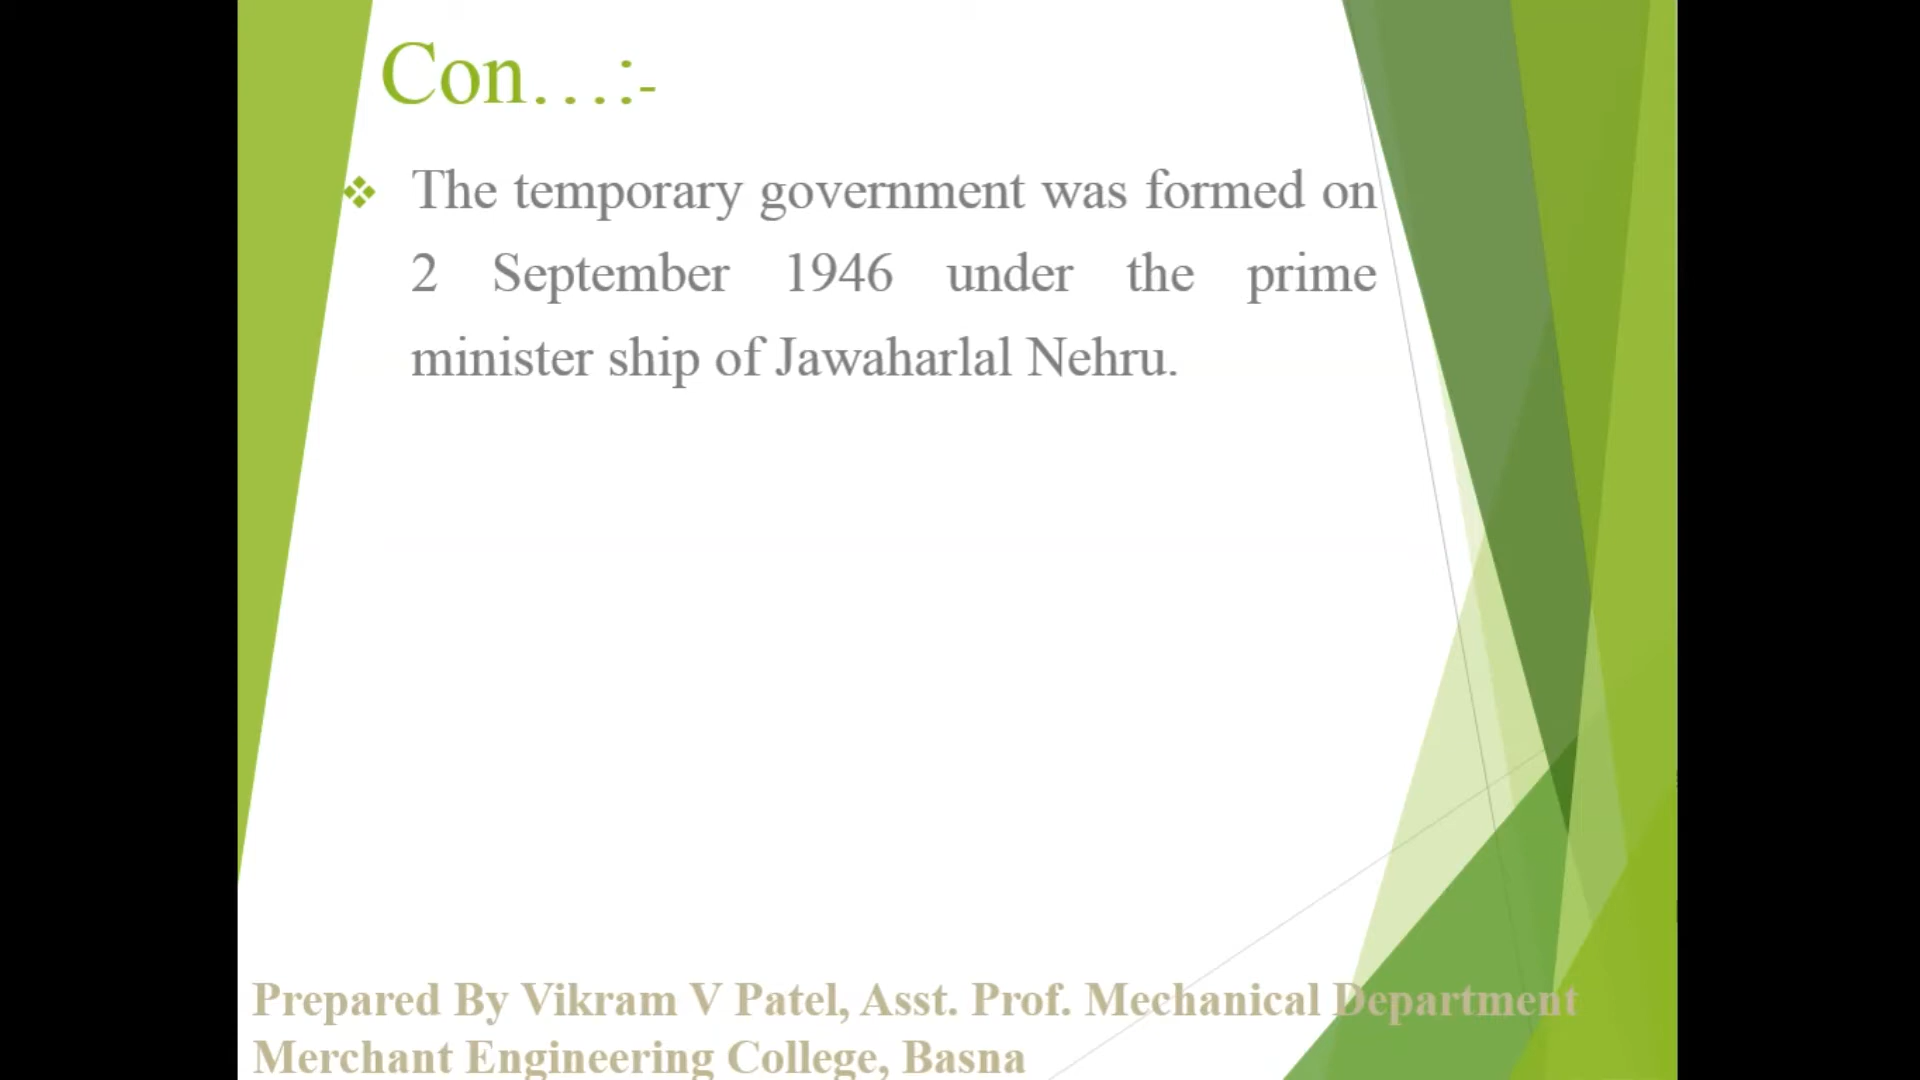 Con….:-
The temporary government was formed on
2 September 1946 under the prime
minister ship of Jawaharlal Nehru.
Prepared By Vikram V Patel, Asst. Prof. Mechanical Department
Merchant Engineering College, Basna